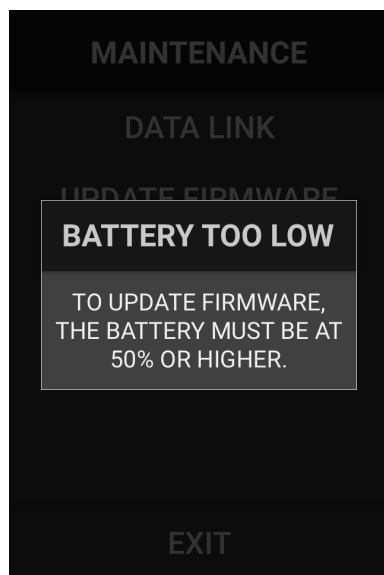 MAINTENANCE
DATA LINK
UPDATE FIRMWARE
BATTERY TOO LOW
TO UPDATE FIRMWARE,
THE BATTERY MUST BE AT
50% OR HIGHER.
EXIT